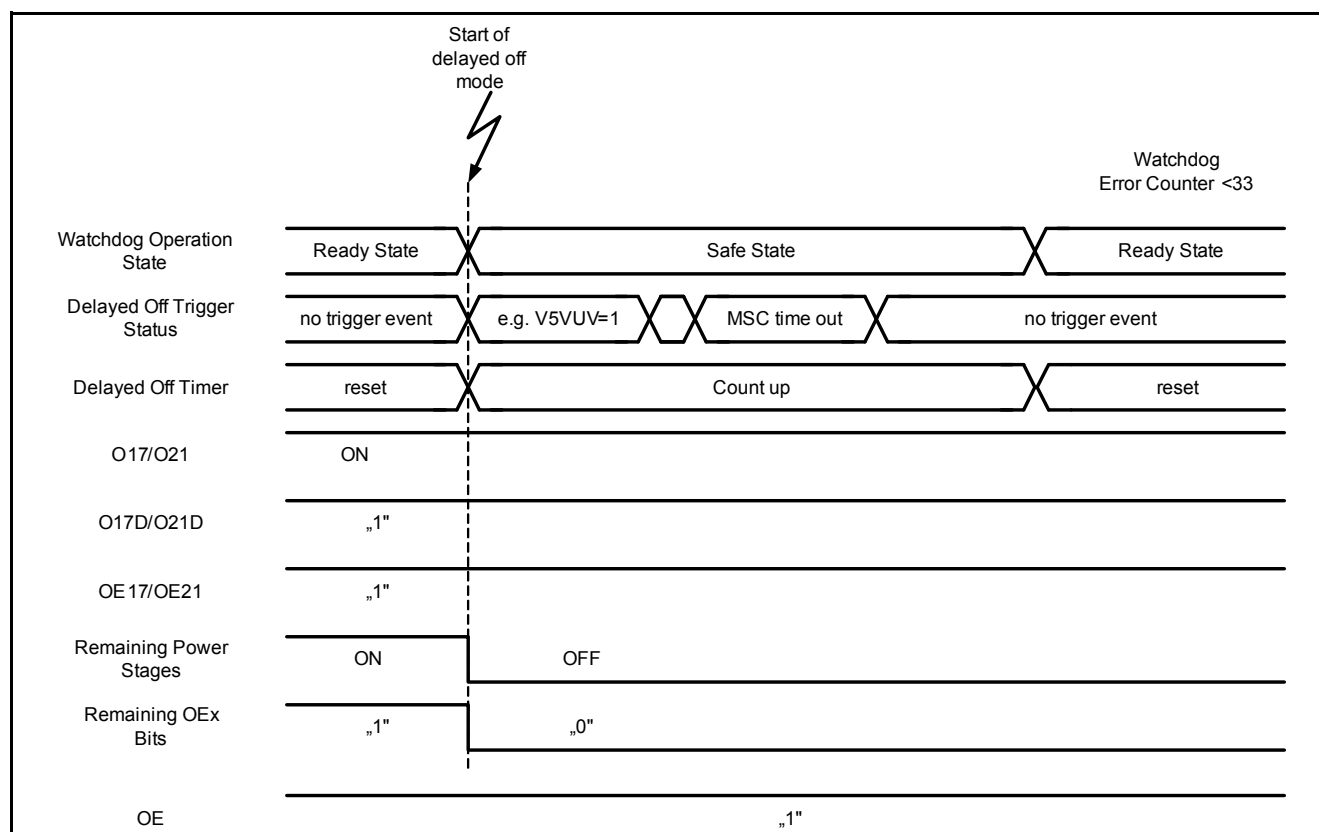 Start of
delayed off
mode
Watchdog
Error Counter <33
Watchdog Operation
State
Ready State
Safe State
Ready State
Delayed Off Trigger
Status
no trigger event
e.g. V5VUV=1
MSC time out
no trigger event
Delayed Off Timer
reset
Count up
reset
O17/O21
ON
O17D/O21D
„1"
OE17/OE21
„1"
Remaining Power
Stages
ON
OFF
Remaining OEx
Bits
„1"
„0"
OE
„1"